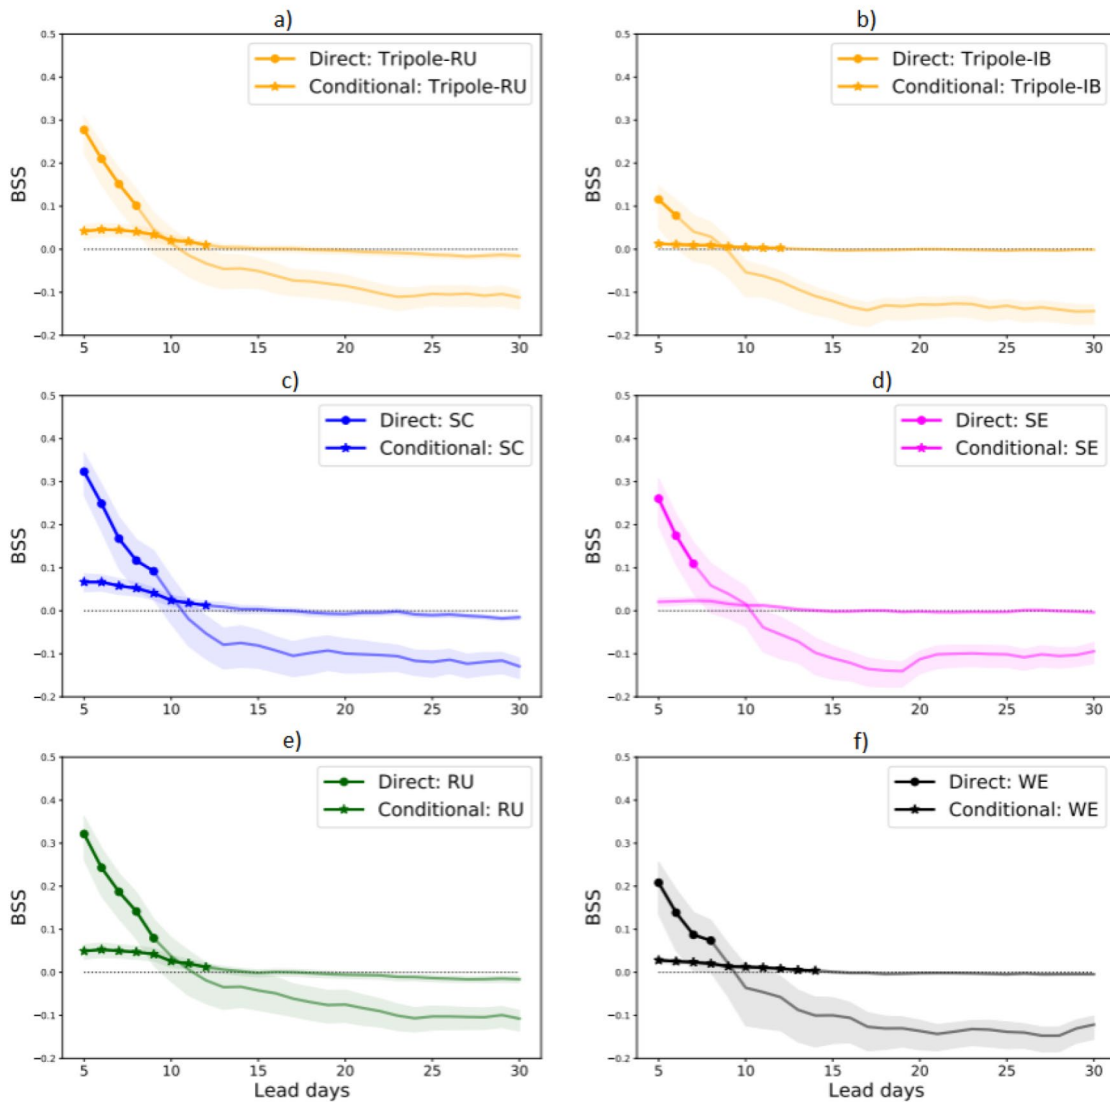 a)
0.5
0.4
0.3
0.2
0.1
0.0
−0.1
−0.2
BSS
Direct: Tripole-RU
Conditional: Tripole-RU
5 10 15 20 25 30
b)
0.5
0.4
0.3
0.2
0.1
0.0
−0.1
−0.2
BSS
Direct: Tripole-IB
Conditional: Tripole-IB
5 10 15 20 25 30
c)
0.5
0.4
0.3
0.2
0.1
0.0
−0.1
−0.2
BSS
Direct: SC
Conditional: SC
5 10 15 20 25 30
d)
0.5
0.4
0.3
0.2
0.1
0.0
−0.1
−0.2
BSS
Direct: SE
Conditional: SE
5 10 15 20 25 30
e)
0.5
0.4
0.3
0.2
0.1
0.0
−0.1
−0.2
BSS
Direct: RU
Conditional: RU
5 10 15 20 25 30
Lead days
f)
0.5
0.4
0.3
0.2
0.1
0.0
−0.1
−0.2
BSS
Direct: WE
Conditional: WE
5 10 15 20 25 30
Lead days